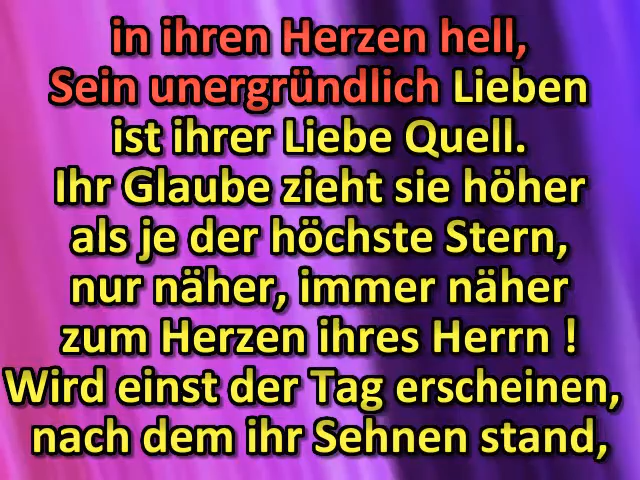 in ihren Herzen hell,
Sein unergründlich Lieben
ist ihrer Liebe Quell.
Ihr Glaube zieht sie höher
als je der höchste Stern,
nur näher, immer näher
zum Herzen ihres Herrn !
Wird einst der Tag erscheinen,
nach dem ihr Sehnen stand,